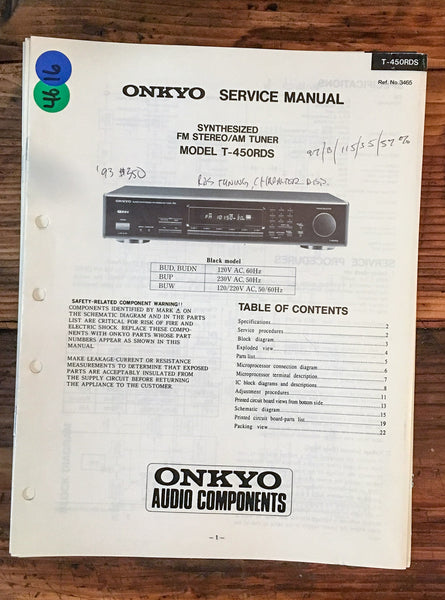 T-450RDS
Ref. No.3465
46 16
ONKYO SERVICE MANUAL
SYNTHESIZED
FM STEREO/AM TUNER
MODEL T-450RDS
'93 $350
RDS TUNING, CHARACTER DISP.
ONKYO
Black model
BUD, BUDN 120V AC, 60Hz
BUP 230V AC, 50Hz
BUW 120/220V AC, 50/60Hz
SAFETY-RELATED COMPONENT WARNING!!
COMPONENTS IDENTIFIED BY MARK ⚠ ON
THE SCHEMATIC DIAGRAM AND IN THE PARTS
LIST ARE CRITICAL FOR RISK OF FIRE AND
ELECTRIC SHOCK. REPLACE THESE COMPO-
NENTS WITH ONKYO PARTS WHOSE PART
NUMBERS APPEAR AS SHOWN IN THIS
MANUAL.
MAKE LEAKAGE-CURRENT OR RESISTANCE
MEASUREMENTS TO DETERMINE THAT EXPOSED
PARTS ARE ACCEPTABLY INSULATED FROM
THE SUPPLY CIRCUIT BEFORE RETURNING
THE APPLIANCE TO THE CUSTOMER.
TABLE OF CONTENTS
Specifications 2
Service procedures 2
Block diagram 3
Exploded view 4
Parts list 5
Microprocessor connection diagram 6
Microprocessor terminal descriptions 7
IC block diagrams and descriptions 8
Adjustment procedures 11
Printed circuit board views from bottom side 13
Schematic diagram 15
Printed circuit board-parts list 19
Packing view 22
ONKYO
AUDIO COMPONENTS
– 1 –